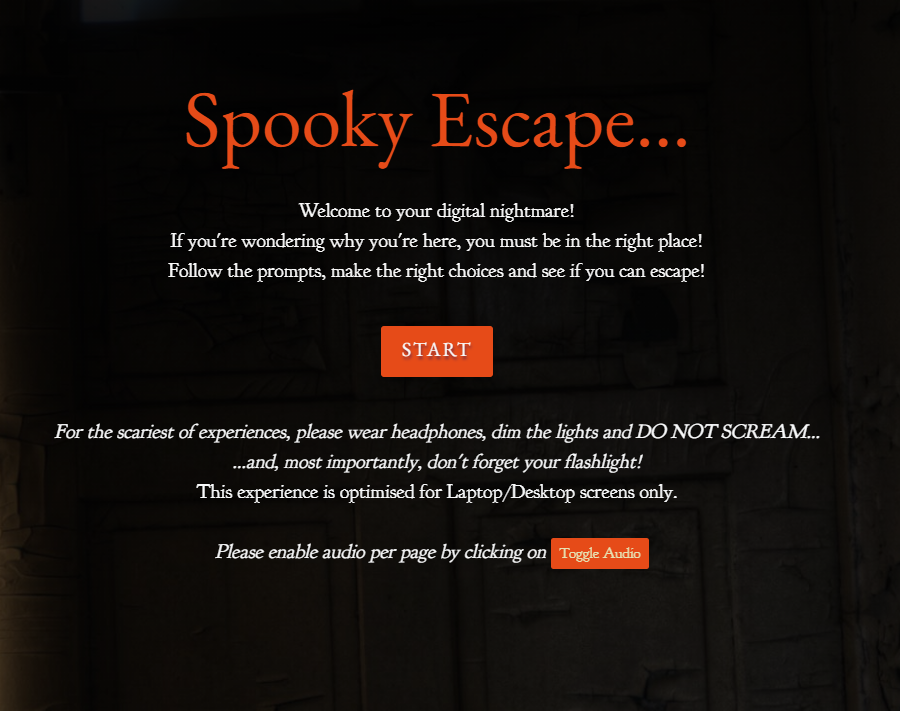 Spooky Escape...
Welcome to your digital nightmare!
If you're wondering why you're here, you must be in the right place!
Follow the prompts, make the right choices and see if you can escape!
START
For the scariest of experiences, please wear headphones, dim the lights and DO NOT SCREAM...
...and, most importantly, don't forget your flashlight!
This experience is optimised for Laptop/Desktop screens only.
Please enable audio per page by clicking on Toggle Audio